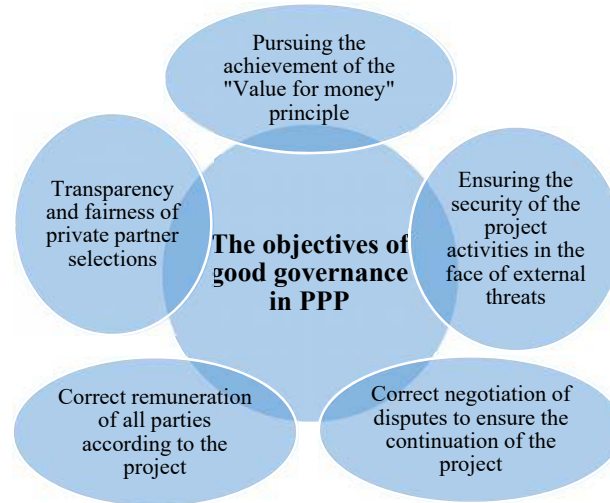 Pursuing the
achievement of the
"Value for money"
principle
Transparency
and fairness of
private partner
selections
The objectives of
good governance
in PPP
Ensuring the
security of the
project
activities in the
face of external
threats
Correct remuneration
of all parties
according to the
project
Correct negotiation of
disputes to ensure the
continuation of the
project